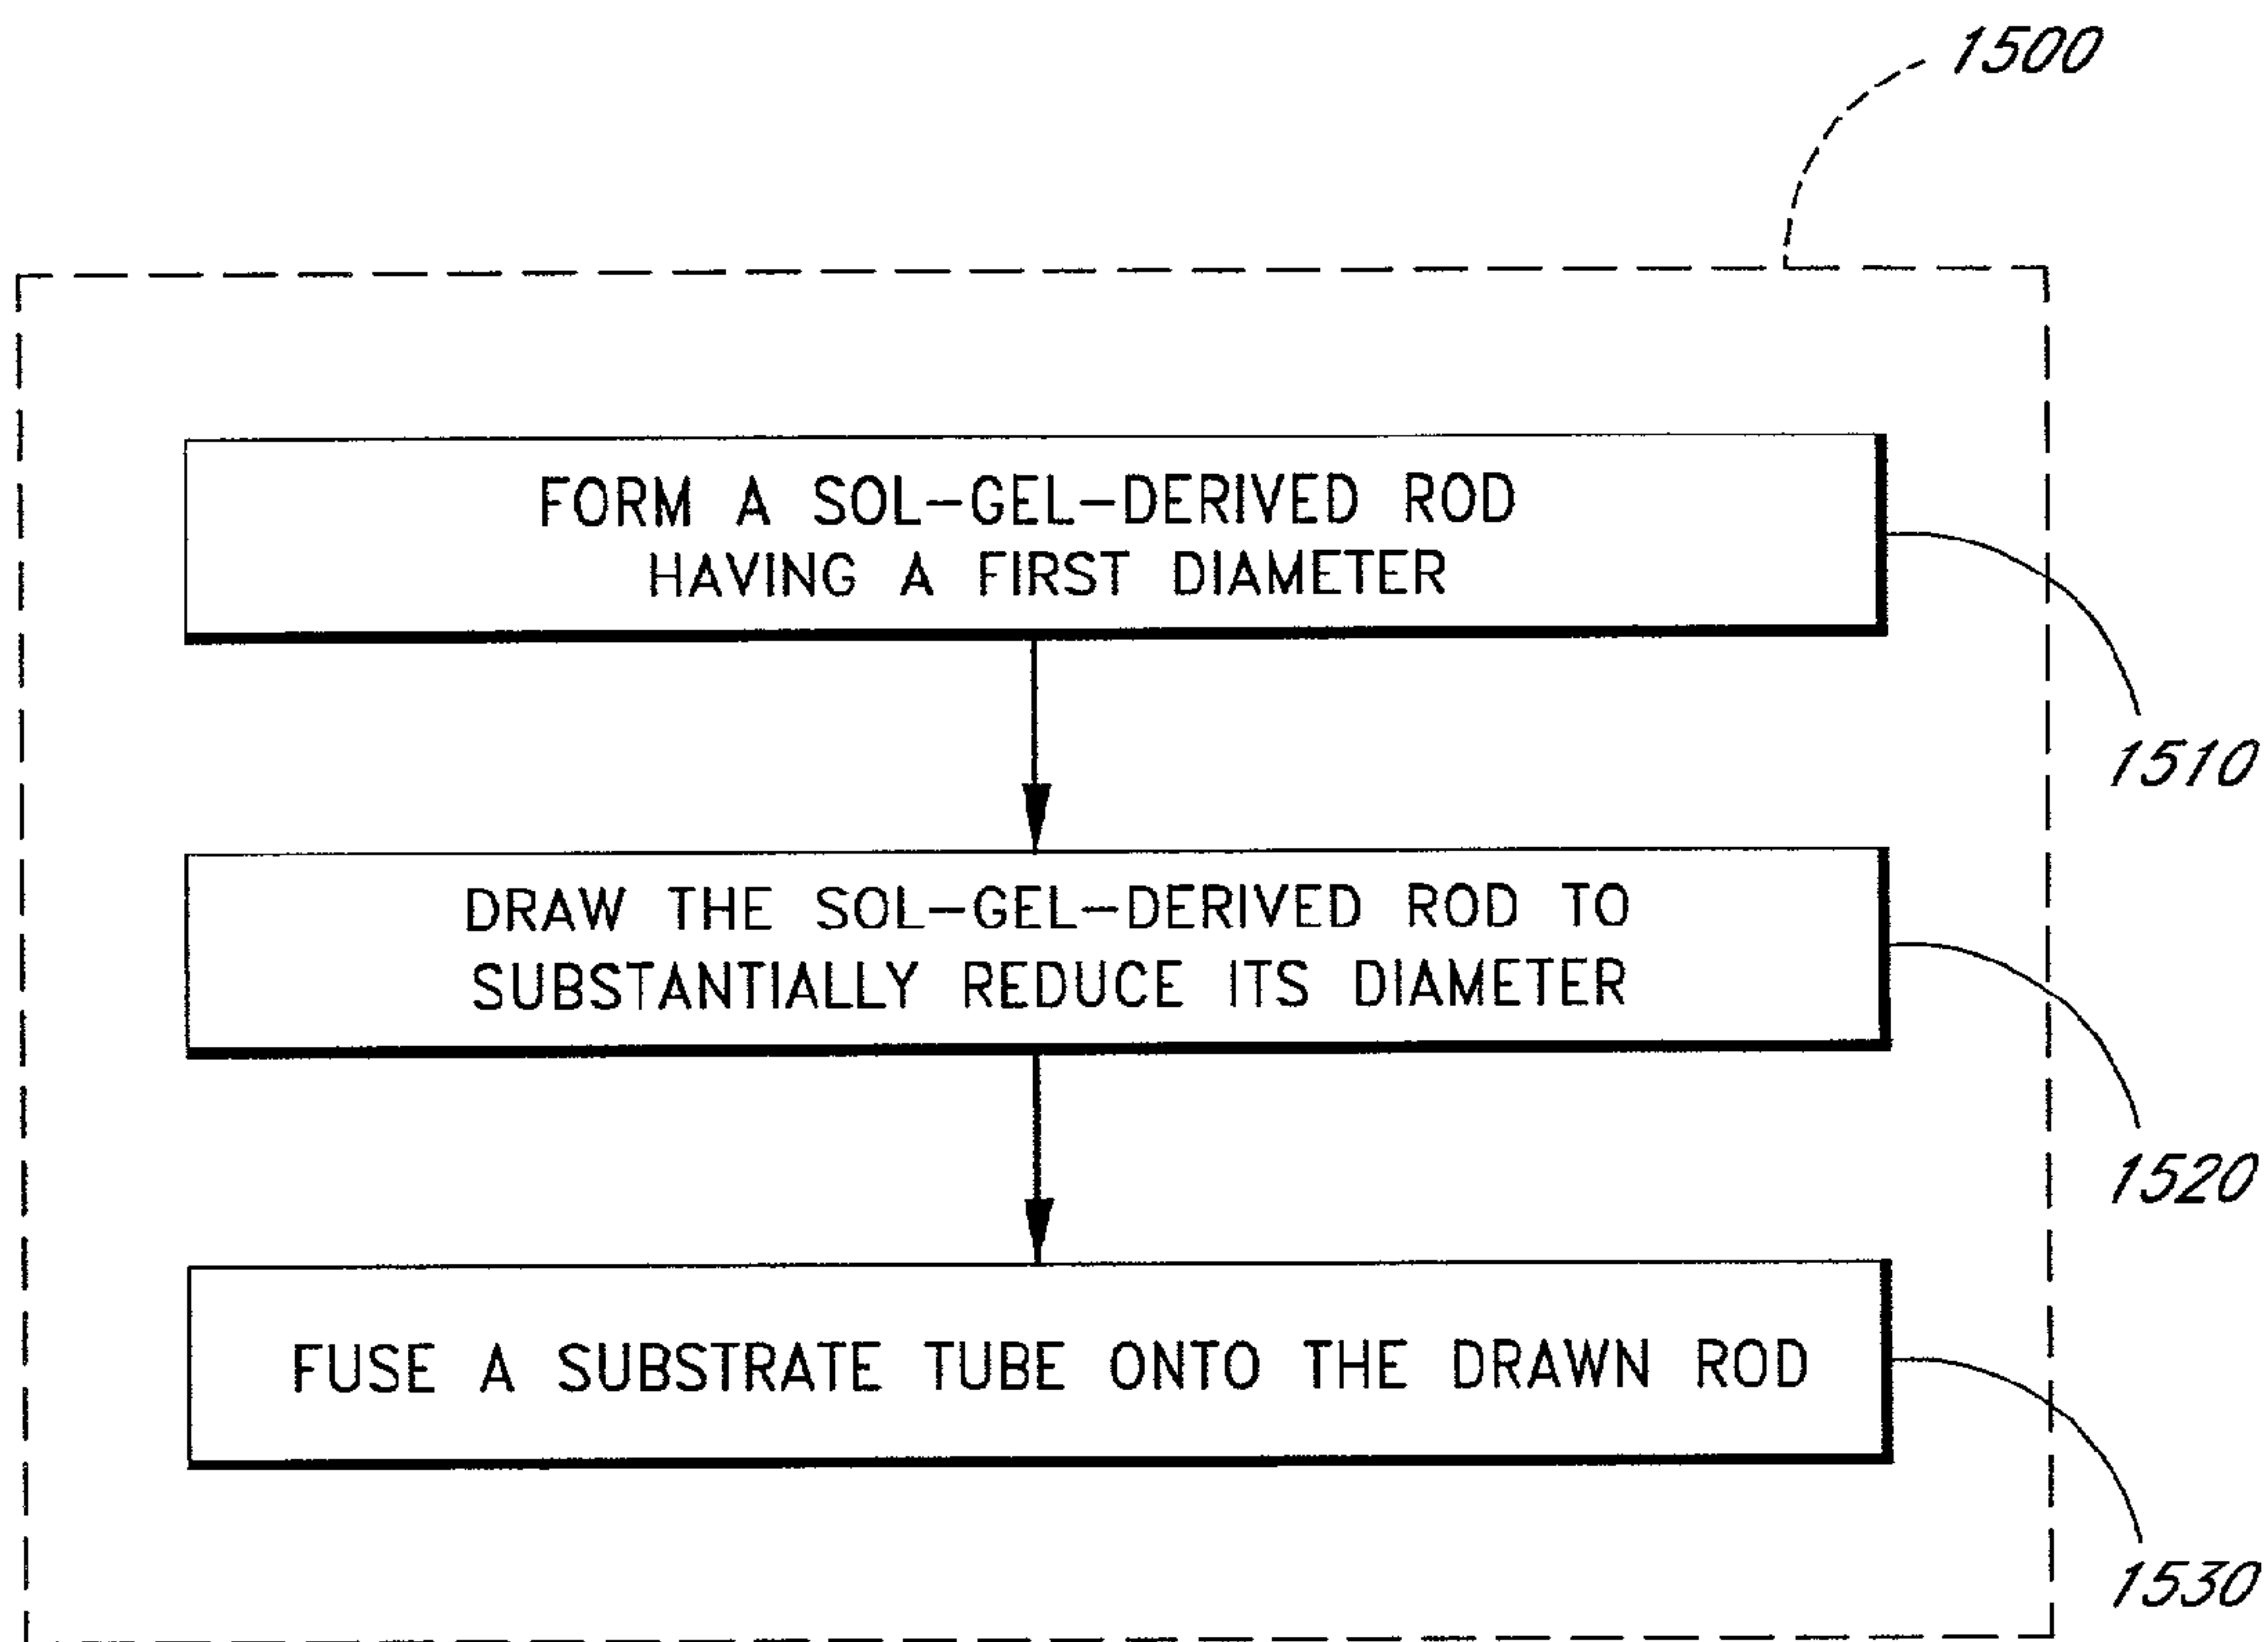 1500
FORM A SOL-GEL-DERIVED ROD
HAVING A FIRST DIAMETER
1510
DRAW THE SOL-GEL-DERIVED ROD TO
SUBSTANTIALLY REDUCE ITS DIAMETER
1520
FUSE A SUBSTRATE TUBE ONTO THE DRAWN ROD
1530